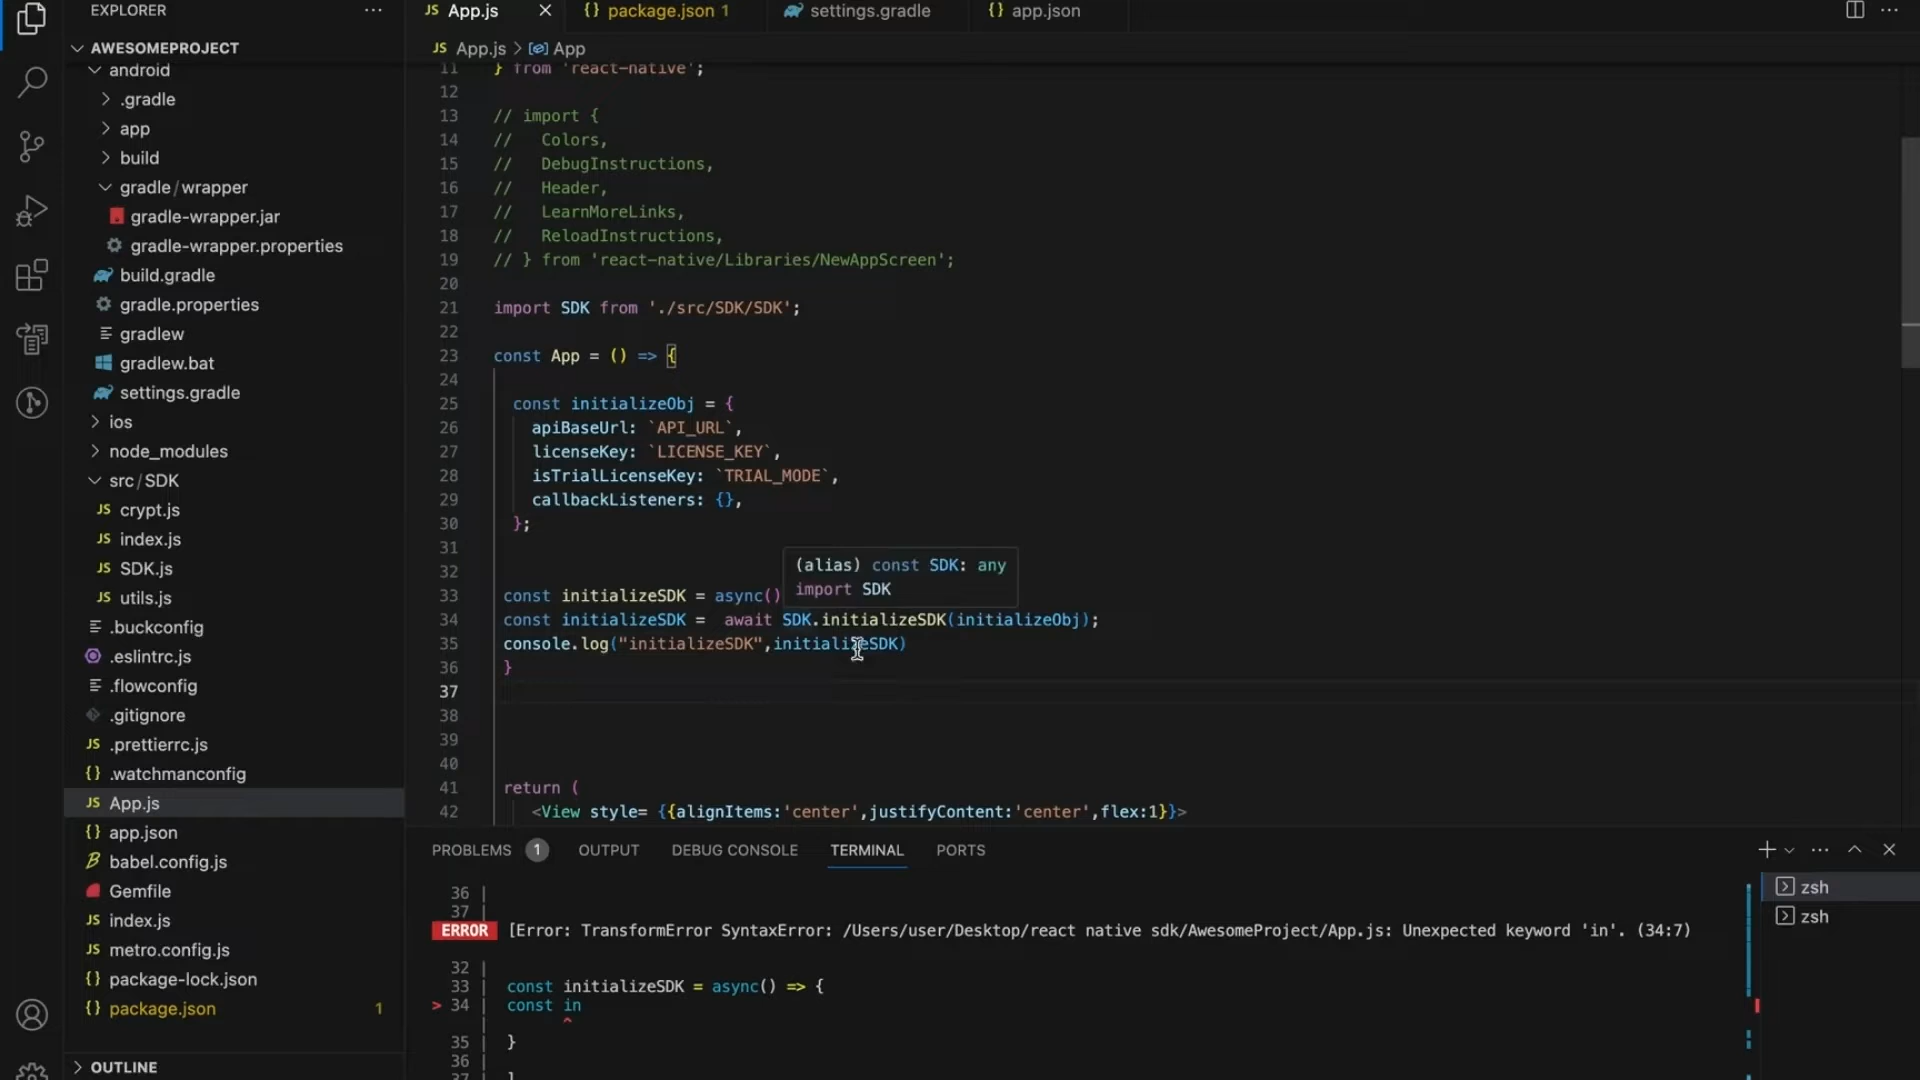 EXPLORER
AWESOMEPROJECT
android
.gradle
app
build
gradle/wrapper
gradle-wrapper.jar
gradle-wrapper.properties
build.gradle
gradle.properties
gradlew
gradlew.bat
settings.gradle
ios
node_modules
src/SDK
JS crypt.js
JS index.js
JS SDK.js
JS utils.js
.buckconfig
.eslintrc.js
.flowconfig
.gitignore
JS .prettierrc.js
{} .watchmanconfig
JS App.js
{} app.json
babel.config.js
Gemfile
JS index.js
JS metro.config.js
{} package-lock.json
{} package.json 1
OUTLINE
JS App.js {} package.json 1 settings.gradle {} app.json
JS App.js > App
11 } from 'react-native';
12
13 // import {
14 //   Colors,
15 //   DebugInstructions,
16 //   Header,
17 //   LearnMoreLinks,
18 //   ReloadInstructions,
19 // } from 'react-native/Libraries/NewAppScreen';
20
21 import SDK from './src/SDK/SDK';
22
23 const App = () => {
24
25 const initializeObj = {
26 apiBaseUrl: `API_URL`,
27 licenseKey: `LICENSE_KEY`,
28 isTrialLicenseKey: `TRIAL_MODE`,
29 callbackListeners: {},
30 };
31
32
(alias) const SDK: any
import SDK
33 const initializeSDK = async()
34 const initializeSDK =  await SDK.initializeSDK(initializeObj);
35 console.log("initializeSDK",initializeSDK)
36 }
37
38
39
40
41 return (
42 <View style= {{alignItems:'center',justifyContent:'center',flex:1}}>
PROBLEMS 1 OUTPUT DEBUG CONSOLE TERMINAL PORTS
zsh
zsh
36 |
37 |
ERROR [Error: TransformError SyntaxError: /Users/user/Desktop/react native sdk/AwesomeProject/App.js: Unexpected keyword 'in'. (34:7)
32 |
33 | const initializeSDK = async() => {
> 34 | const in
| ^
35 | }
36 |